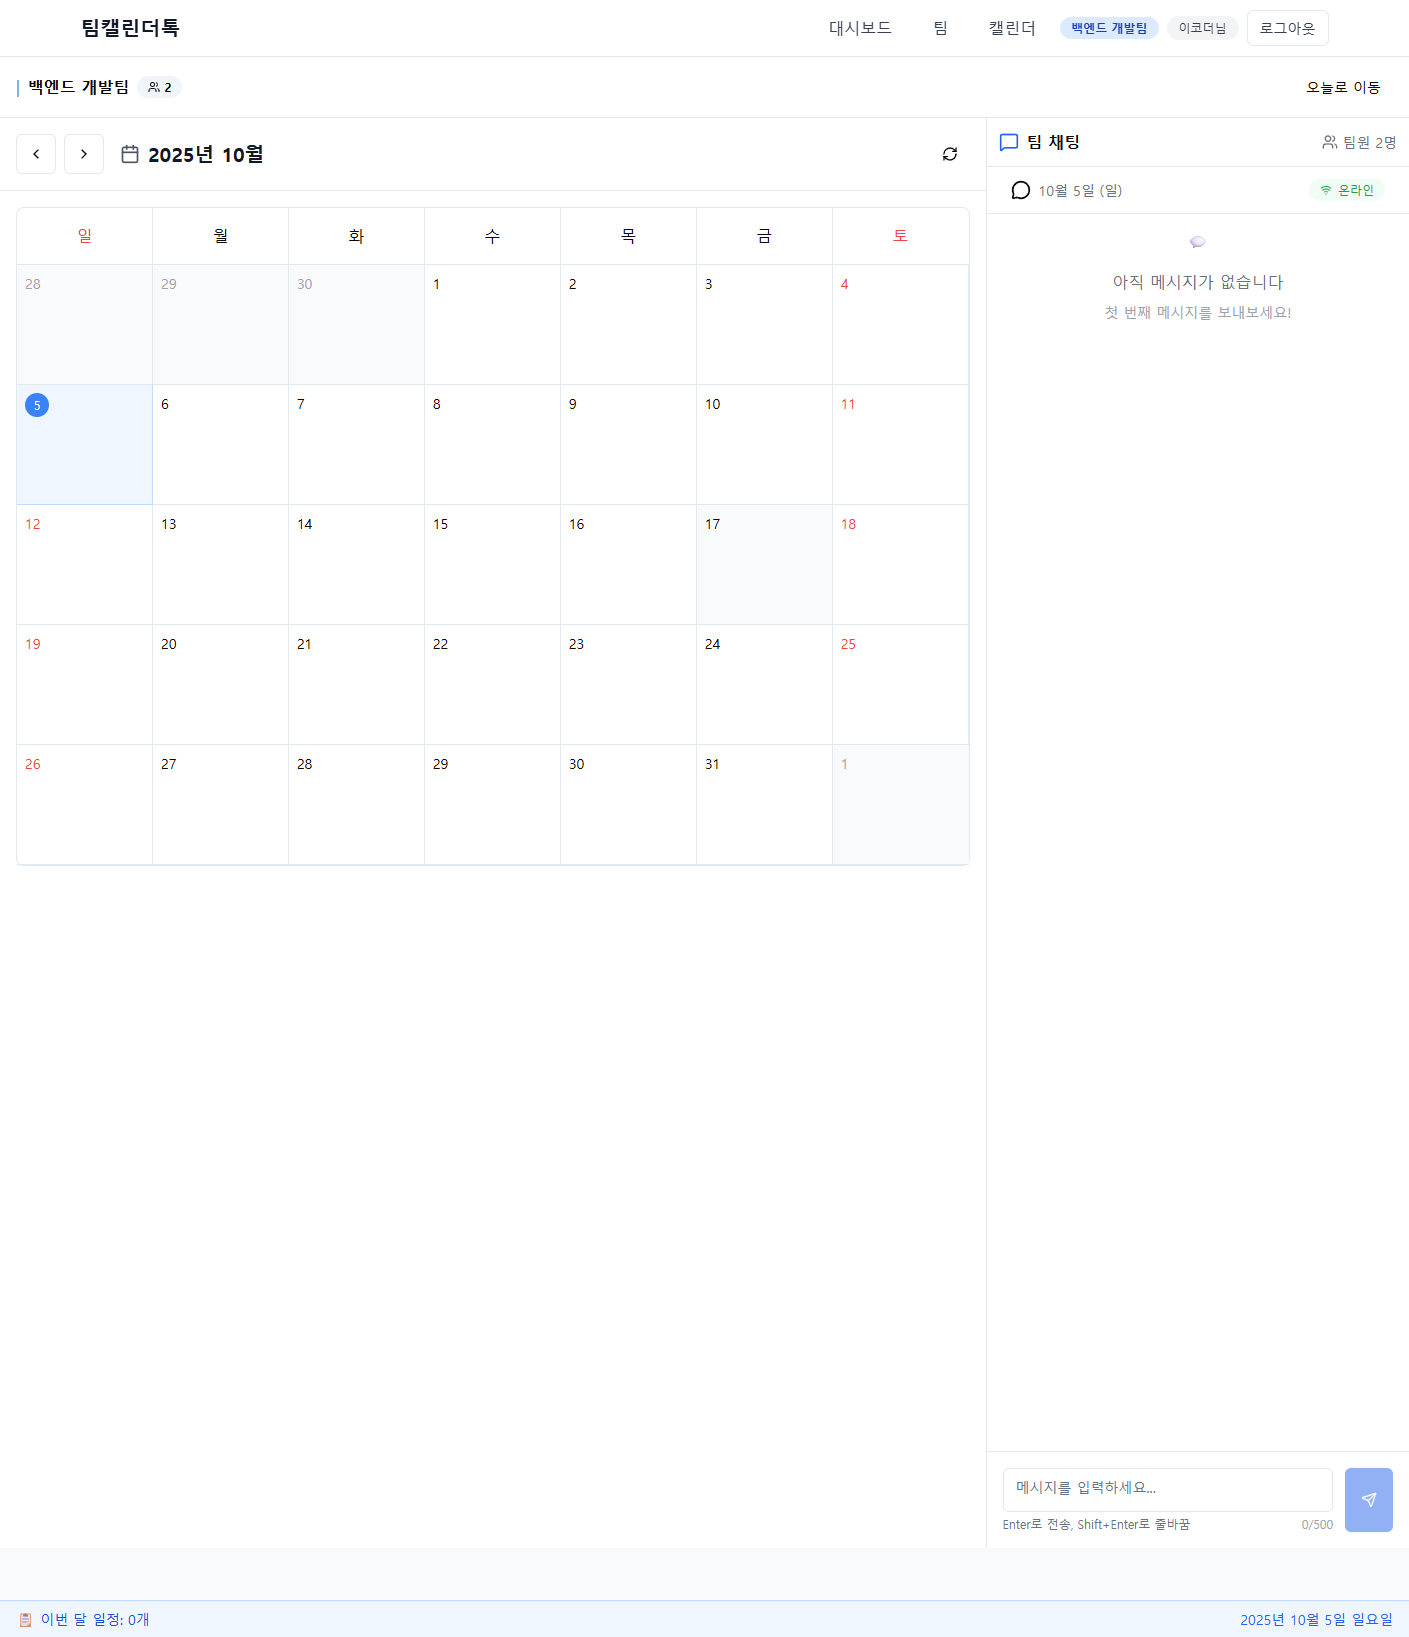 팀캘린더톡
대시보드 팀 캘린더 백엔드 개발팀 이코더님 로그아웃
백엔드 개발팀 2
오늘로 이동
2025년 10월
일 월 화 수 목 금 토
28 29 30 1 2 3 4
5 6 7 8 9 10 11
12 13 14 15 16 17 18
19 20 21 22 23 24 25
26 27 28 29 30 31 1
팀 채팅 팀원 2명
10월 5일 (일) 온라인
아직 메시지가 없습니다
첫 번째 메시지를 보내보세요!
메시지를 입력하세요...
Enter로 전송, Shift+Enter로 줄바꿈 0/500
이번 달 일정: 0개
2025년 10월 5일 일요일